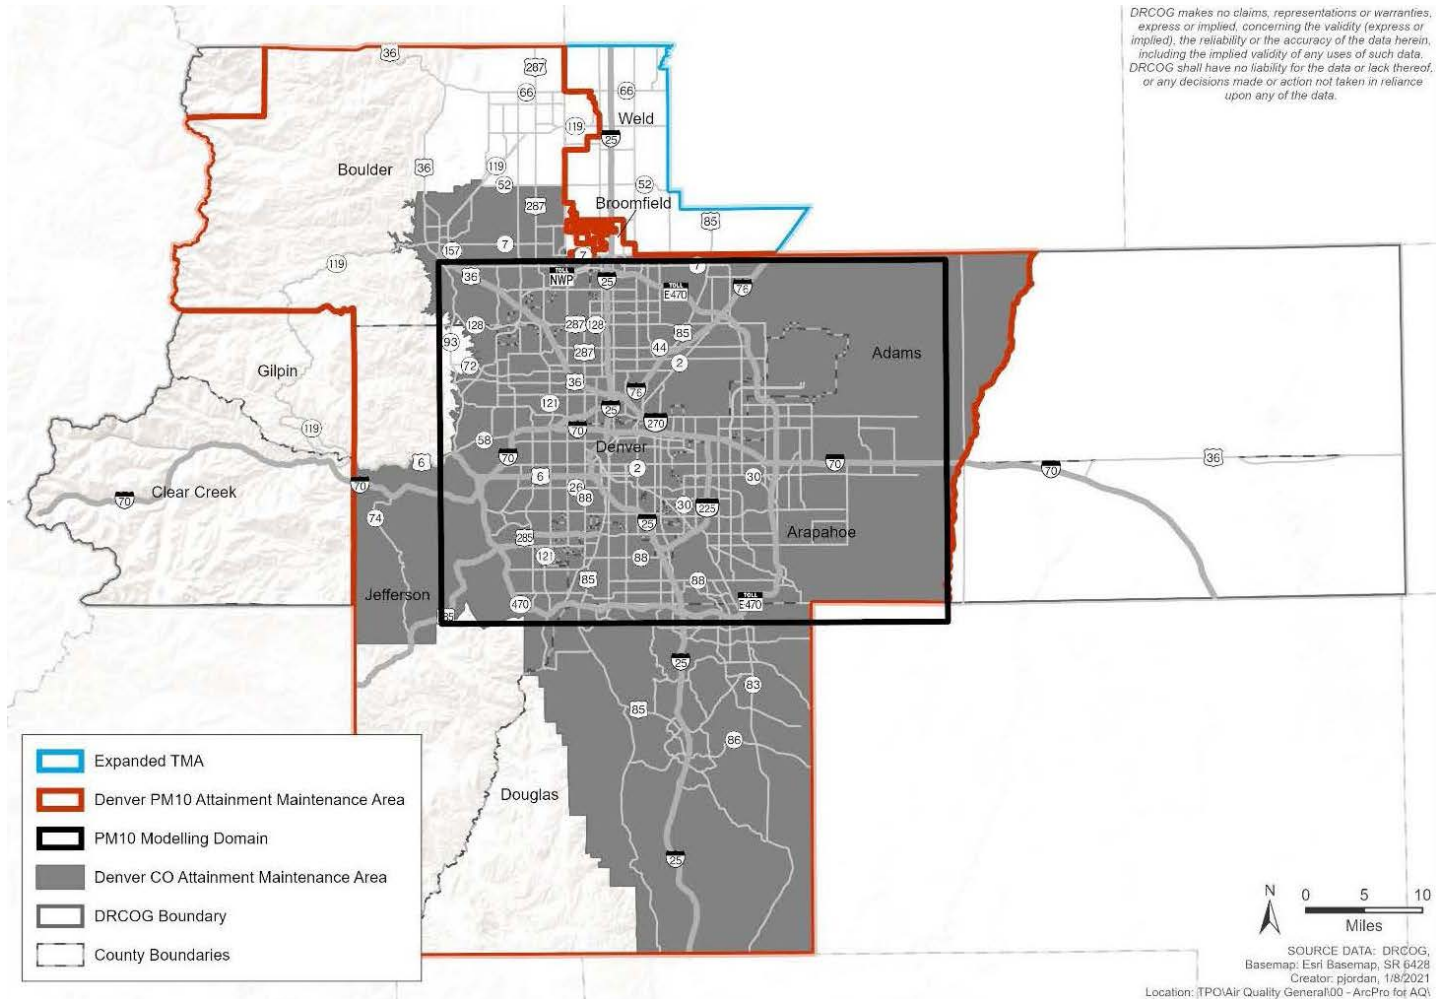 DRCOG makes no claims, representations or warranties,
express or implied, concerning the validity (express or
implied), the reliability or the accuracy of the data herein,
including the implied validity of any uses of such data.
DRCOG shall have no liability for the data or lack thereof,
or any decisions made or action not taken in reliance
upon any of the data.
36
287
66
66
119
Weld
25
Boulder
36
119
52
52
287
Broomfield
85
7
157
7
119
7
36
TOLL
NWP
25
TOLL
E470
76
128
287
128
85
93
287
44
2
72
Adams
Gilpin
36
76
121
25
270
119
70
58
Denver
70
6
2
70
36
70
6
30
70
Clear Creek
70
26
88
30
225
74
25
285
Arapahoe
121
88
85
88
Jefferson
470
TOLL
E470
85
25
83
85
86
Douglas
25
Expanded TMA
Denver PM10 Attainment Maintenance Area
PM10 Modelling Domain
Denver CO Attainment Maintenance Area
DRCOG Boundary
County Boundaries
N
0 5 10
Miles
SOURCE DATA: DRCOG,
Basemap: Esri Basemap, SR 6428
Creator: pjordan, 1/8/2021
Location: TPO\Air Quality General\00 - ArcPro for AQ\